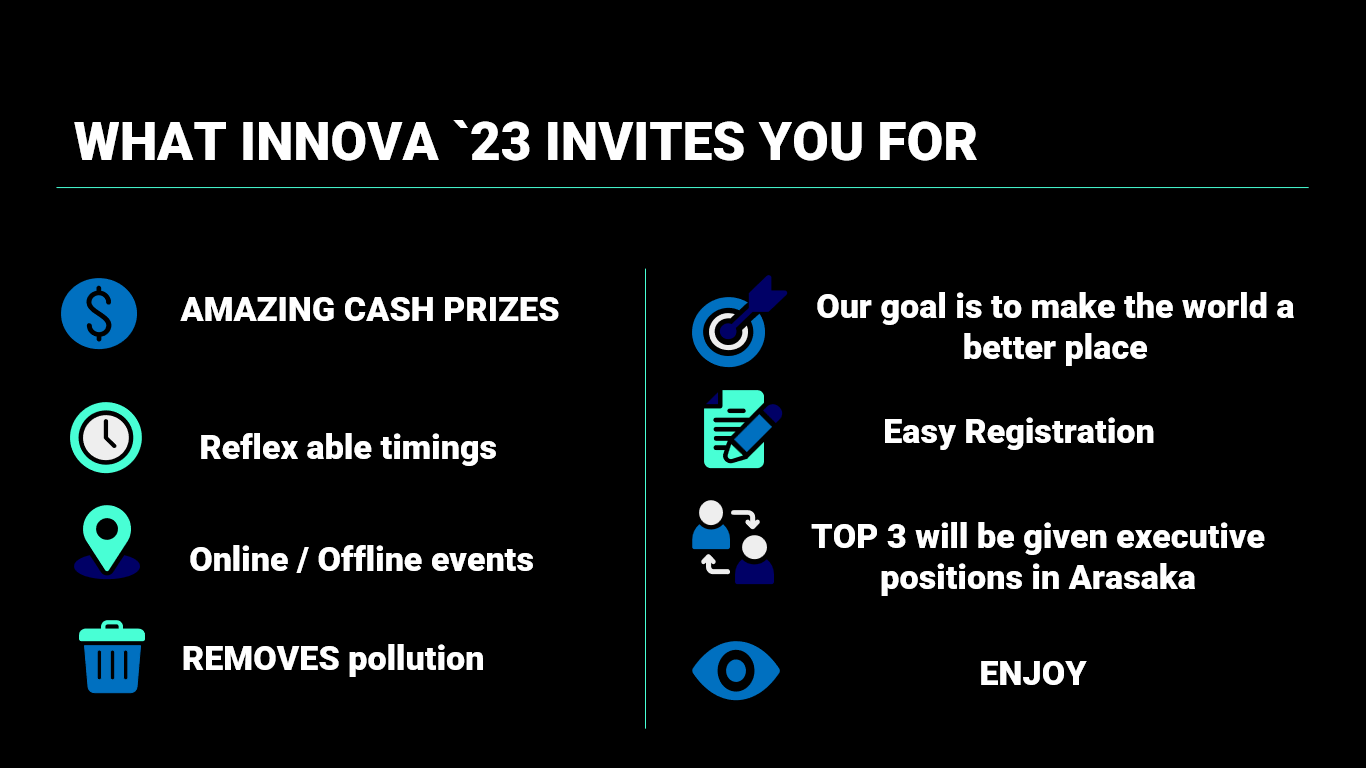 WHAT INNOVA `23 INVITES YOU FOR
$
AMAZING CASH PRIZES
Reflex able timings
Online / Offline events
REMOVES pollution
Our goal is to make the world a
better place
Easy Registration
TOP 3 will be given executive
positions in Arasaka
ENJOY